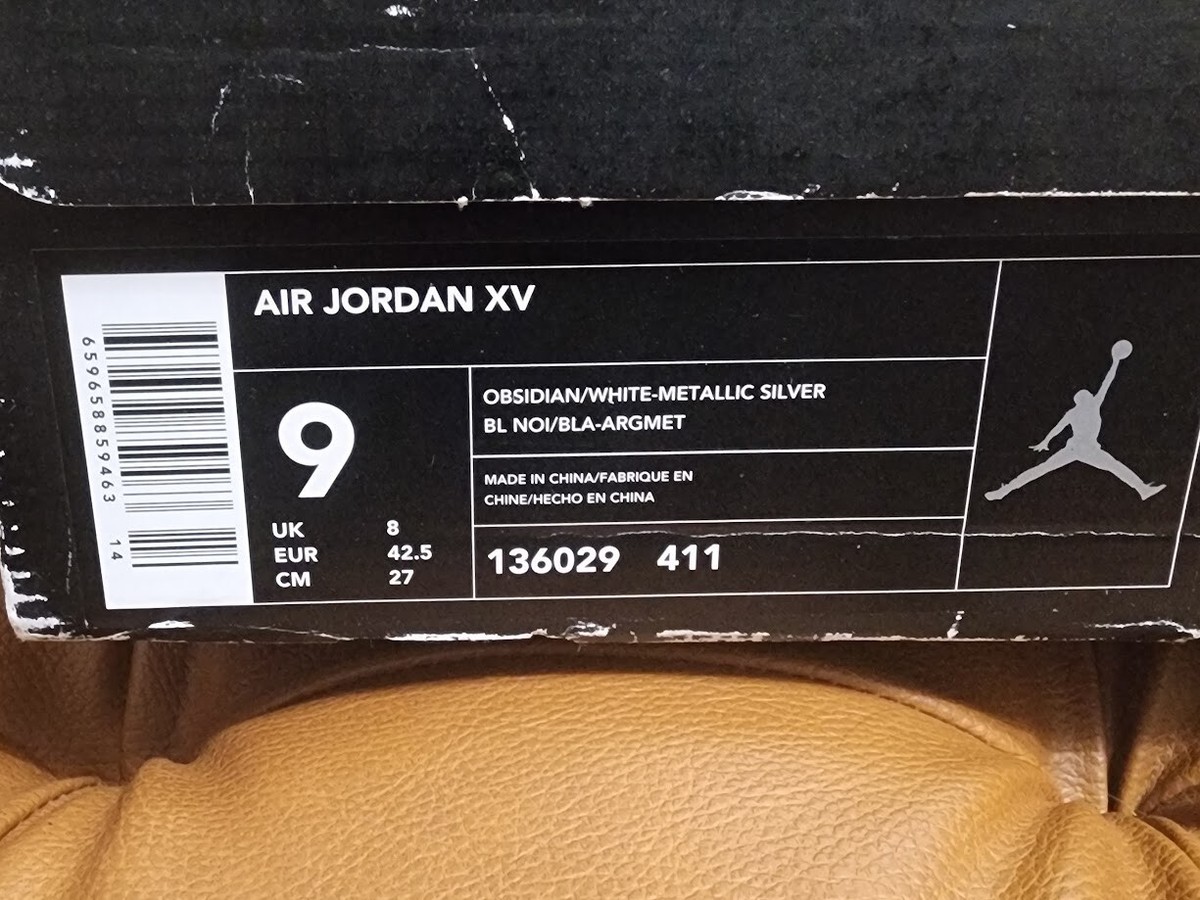 AIR JORDAN XV
659658859463
14
9
UK 8
EUR 42.5
CM 27
OBSIDIAN/WHITE-METALLIC SILVER
BL NOI/BLA-ARGMET
MADE IN CHINA/FABRIQUE EN
CHINE/HECHO EN CHINA
136029 411